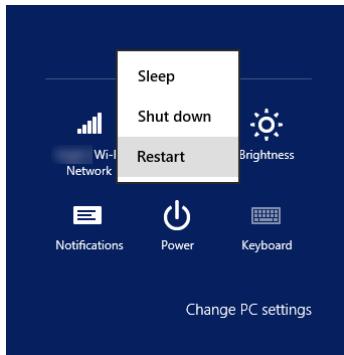 Sleep
Shut down
Restart
Wi-
Network
Brightness
Notifications
Power
Keyboard
Change PC settings